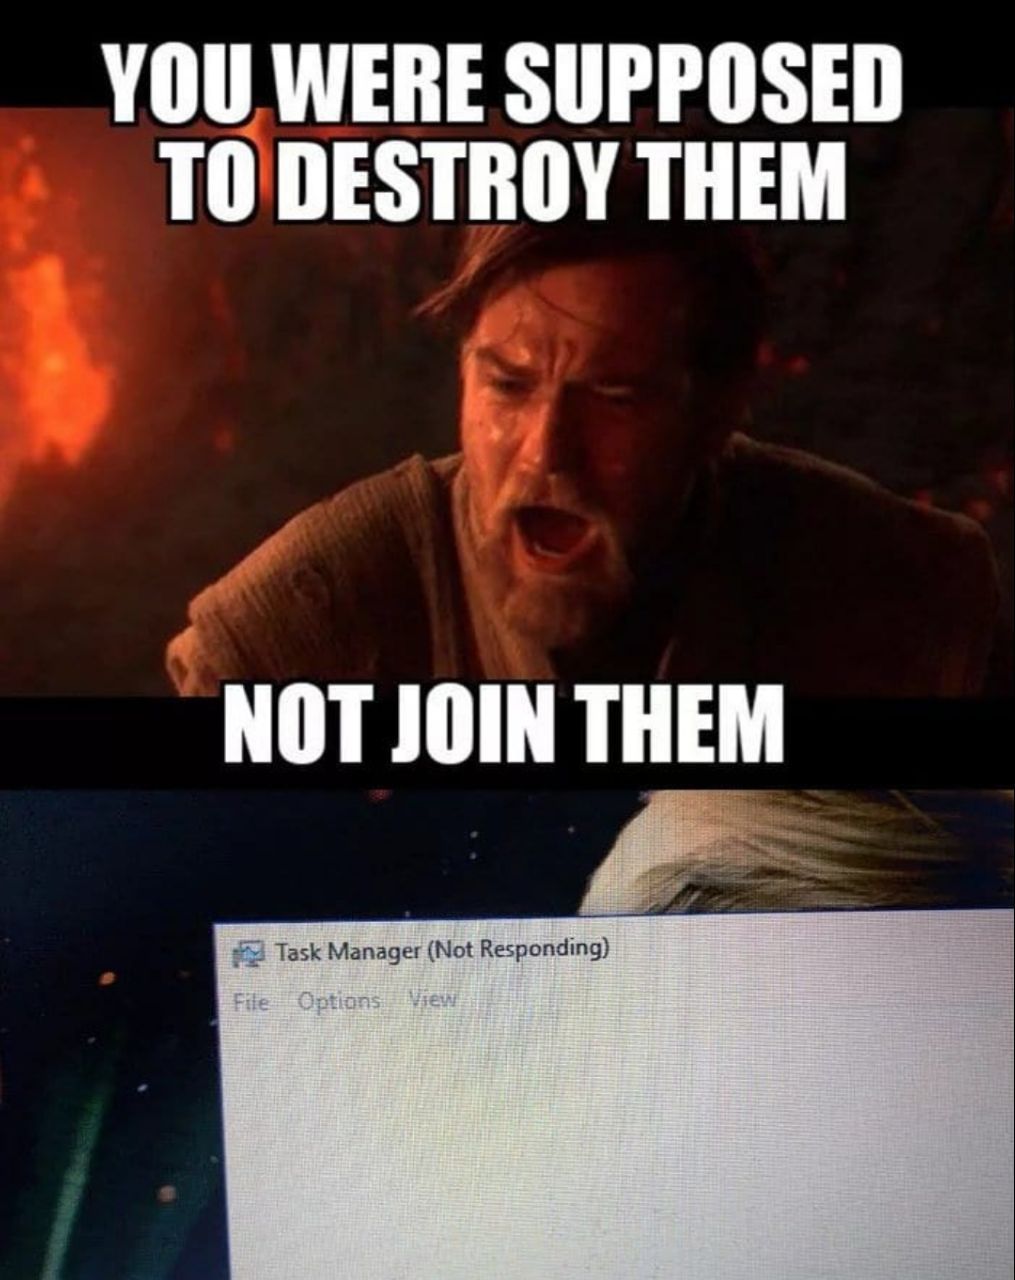 YOU WERE SUPPOSED
TO DESTROY THEM
NOT JOIN THEM
Task Manager (Not Responding)
File Options View